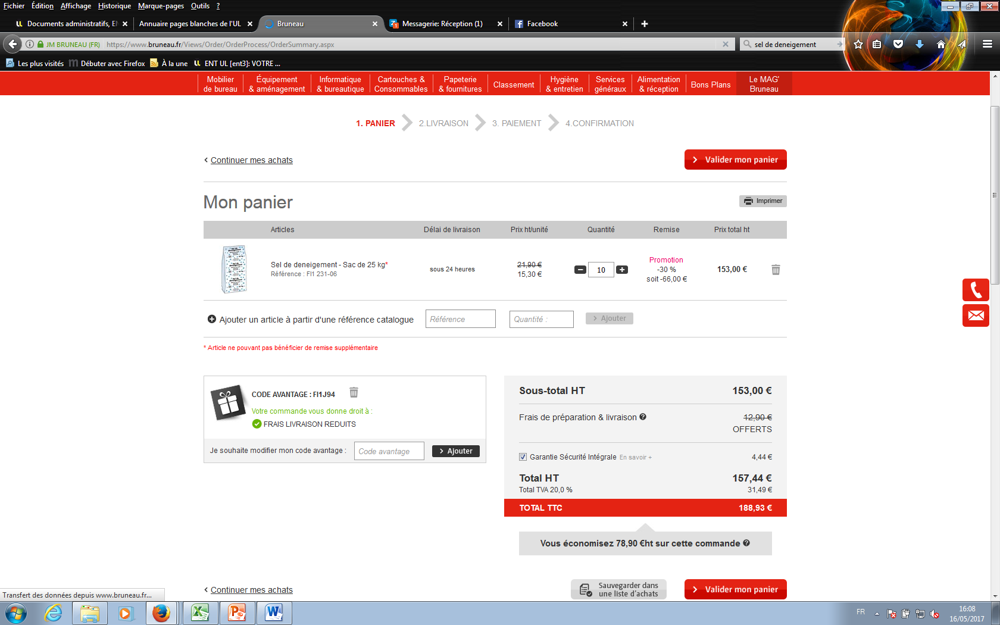 Fichier Édition Affichage Historique Marque-pages Outils ?
Documents administratifs, EN
Annuaire pages blanches de l'UL
Bruneau
Messagerie: Réception (1)
Facebook
JM BRUNEAU (FR) https://www.bruneau.fr/Views/Order/OrderProcess/OrderSummary.aspx
sel de deneigement
Les plus visités Débuter avec Firefox À la une ENT UL [ent3]: VOTRE ...
Mobilier de bureau
Équipement & aménagement
Informatique & bureautique
Cartouches & Consommables
Papeterie & fournitures
Classement
Hygiène & entretien
Services généraux
Alimentation & réception
Bons Plans
Le MAG' Bruneau
1. PANIER 2.LIVRAISON 3. PAIEMENT 4.CONFIRMATION
Continuer mes achats
Valider mon panier
Mon panier
Imprimer
Articles Délai de livraison Prix ht/unité Quantité Remise Prix total ht
Sel de deneigement - Sac de 25 kg*
Référence : FI1 231-06
sous 24 heures
21,90 €
15,30 €
10
Promotion
-30 %
soit -66,00 €
153,00 €
Ajouter un article à partir d'une référence catalogue Référence Quantité : Ajouter
* Article ne pouvant pas bénéficier de remise supplémentaire
CODE AVANTAGE : FI1J94
Votre commande vous donne droit à :
FRAIS LIVRAISON REDUITS
Je souhaite modifier mon code avantage : Code avantage Ajouter
Sous-total HT 153,00 €
Frais de préparation & livraison 12,90 €
OFFERTS
Garantie Sécurité Intégrale En savoir + 4,44 €
Total HT 157,44 €
Total TVA 20,0 % 31,49 €
TOTAL TTC 188,93 €
Vous économisez 78,90 €ht sur cette commande
Continuer mes achats
Sauvegarder dans
une liste d'achats
Valider mon panier
Transfert des données depuis www.bruneau.fr...
FR
16:08
16/05/2017